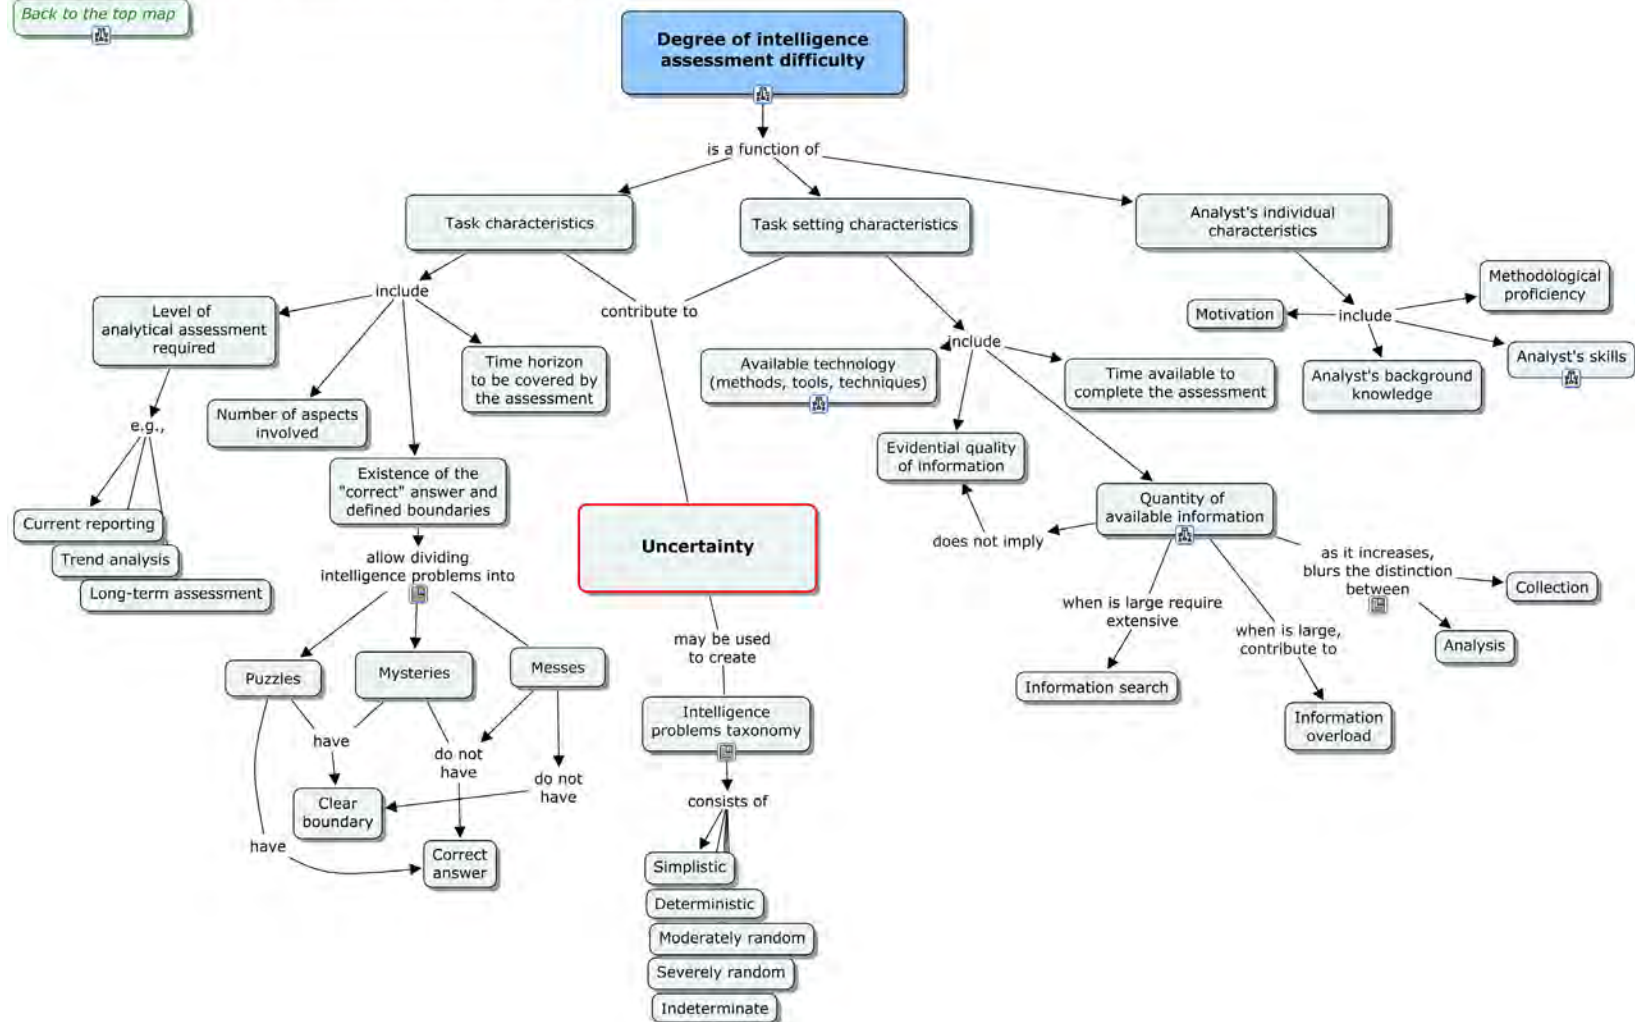 Back to the top map
Degree of intelligence
assessment difficulty
is a function of
Task characteristics
Task setting characteristics
Analyst's individual
characteristics
include
Level of
analytical assessment
required
Number of aspects
involved
Time horizon
to be covered by
the assessment
contribute to
include
Available technology
(methods, tools, techniques)
Time available to
complete the assessment
Motivation
include
Methodological
proficiency
Analyst's background
knowledge
Analyst's skills
e.g.,
Current reporting
Trend analysis
Long-term assessment
Existence of the
"correct" answer and
defined boundaries
Evidential quality
of information
Quantity of
available information
does not imply
Uncertainty
allow dividing
intelligence problems into
as it increases,
blurs the distinction
between
Collection
Analysis
when is large require
extensive
when is large,
contribute to
Information search
Information
overload
Puzzles
Mysteries
Messes
may be used
to create
Intelligence
problems taxonomy
have
do not
have
do not
have
Clear
boundary
have
Correct
answer
consists of
Simplistic
Deterministic
Moderately random
Severely random
Indeterminate